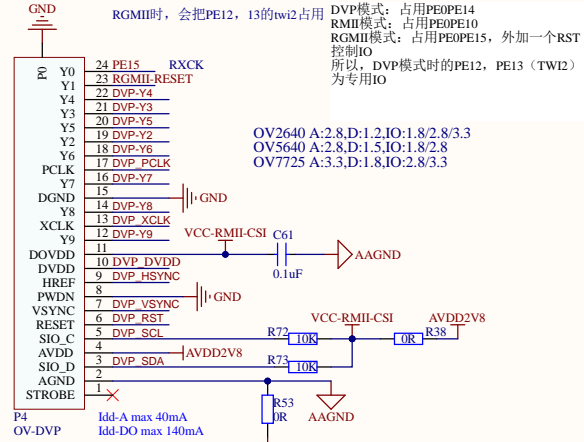 GND
RGMII时，会把PE12，13的twi2占用
DVP模式：占用PE0PE14
RMII模式：占用PE0PE10
RGMII模式：占用PE0PE15，外加一个RST
控制IO
所以，DVP模式时的PE12，PE13（TWI2）
为专用IO
P0
Y0 24 PE15 RXCK
Y1 23 RGMII-RESET
Y4 22 DVP-Y4
Y3 21 DVP-Y3
Y5 20 DVP-Y5
Y2 19 DVP-Y2
Y6 18 DVP-Y6
PCLK 17 DVP_PCLK
Y7 16 DVP-Y7
DGND 15 GND
Y8 14 DVP-Y8
XCLK 13 DVP_XCLK
Y9 12 DVP-Y9
DOVDD 11
DVDD 10 DVP_DVDD
HREF 9 DVP_HSYNC
PWDN 8 GND
VSYNC 7 DVP_VSYNC
RESET 6 DVP_RST
SIO_C 5 DVP_SCL
AVDD 4 AVDD2V8
SIO_D 3 DVP_SDA
AGND 2
STROBE 1
OV2640 A:2.8,D:1.2,IO:1.8/2.8/3.3
OV5640 A:2.8,D:1.5,IO:1.8/2.8
OV7725 A:3.3,D:1.8,IO:2.8/3.3
VCC-RMII-CSI
C61
0.1uF
AAGND
VCC-RMII-CSI
AVDD2V8
R72
10K
0R
R38
R73
10K
R53
0R
AAGND
P4
OV-DVP
Idd-A max 40mA
Idd-DO max 140mA